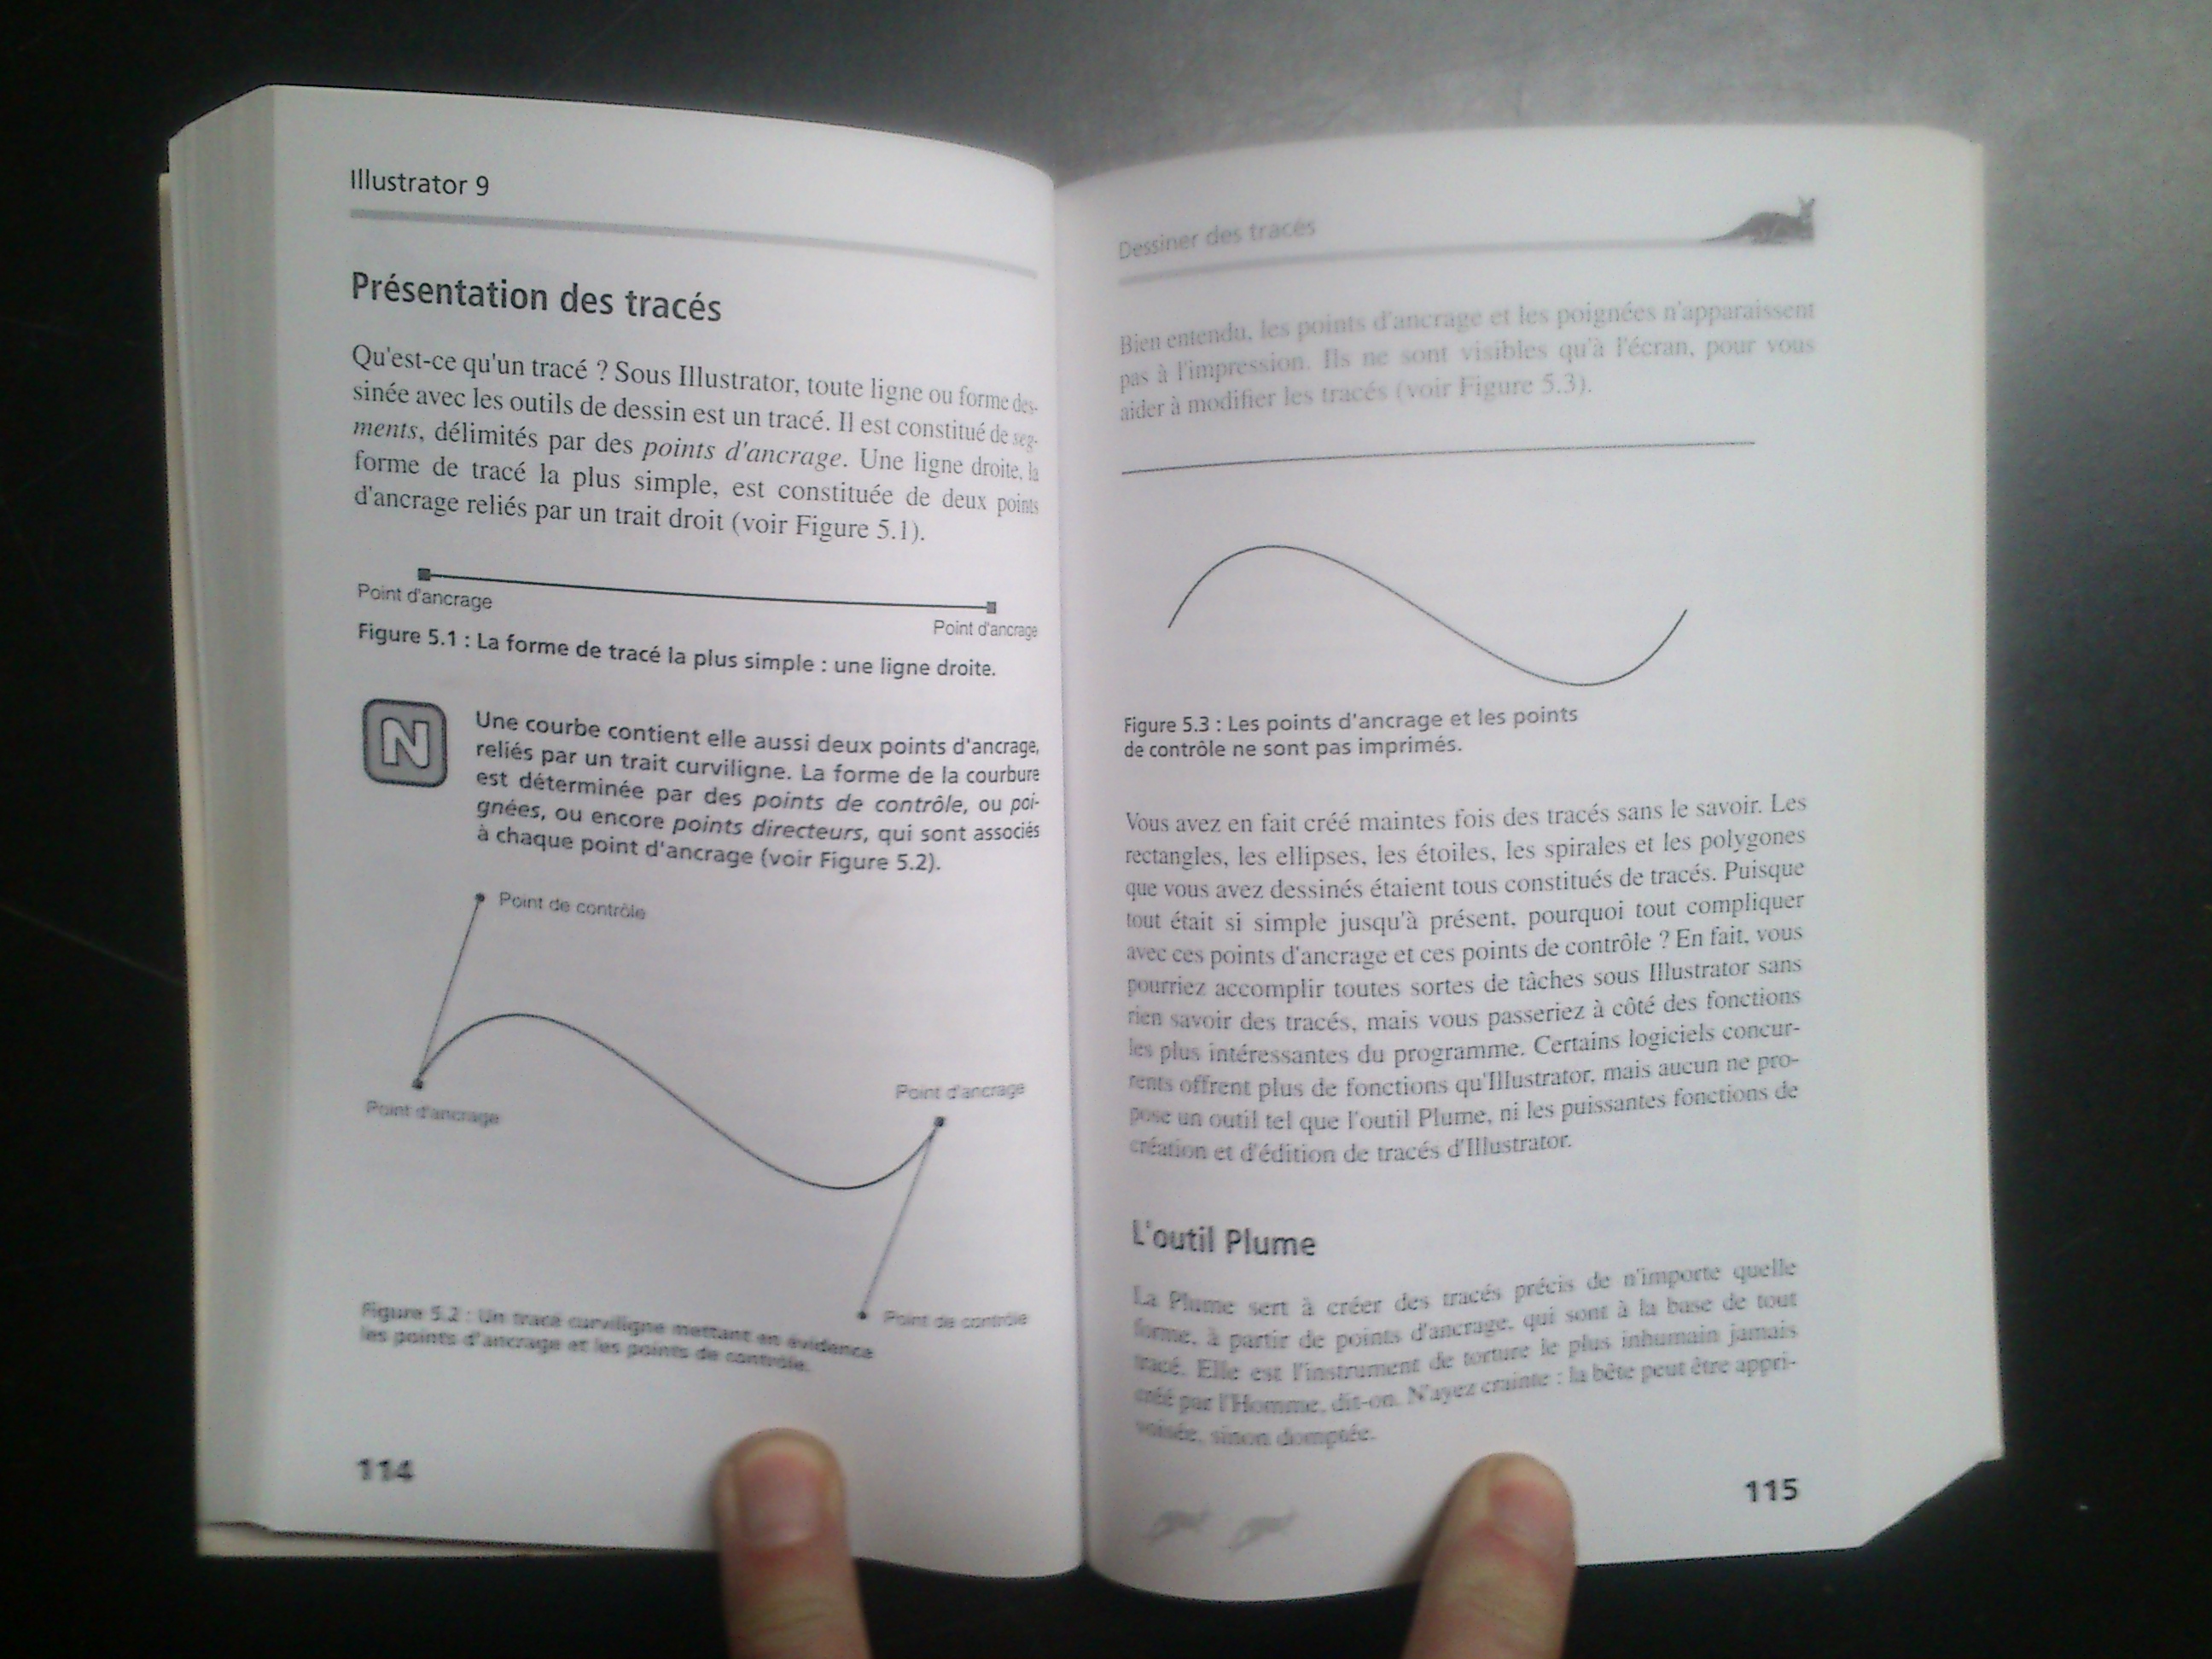 Illustrator 9
Présentation des tracés
Qu'est-ce qu'un tracé ? Sous Illustrator, toute ligne ou forme des-
sinée avec les outils de dessin est un tracé. Il est constitué de seg-
ments, délimités par des points d'ancrage. Une ligne droite, la
forme de tracé la plus simple, est constituée de deux points
d'ancrage reliés par un trait droit (voir Figure 5.1).
Point d'ancrage
Point d'ancrage
Figure 5.1 : La forme de tracé la plus simple : une ligne droite.
N
Une courbe contient elle aussi deux points d'ancrage,
reliés par un trait curviligne. La forme de la courbure
est déterminée par des points de contrôle, ou poi-
gnées, ou encore points directeurs, qui sont associés
à chaque point d'ancrage (voir Figure 5.2).
Point de contrôle
Point d'ancrage
Point d'ancrage
Point de contrôle
Figure 5.2 : Un tracé curviligne mettant en évidence
les points d'ancrage et les points de contrôle.
114
Dessiner des tracés
Bien entendu, les points d'ancrage et les poignées n'apparaissent
pas à l'impression. Ils ne sont visibles qu'à l'écran, pour vous
aider à modifier les tracés (voir Figure 5.3).
Figure 5.3 : Les points d'ancrage et les points
de contrôle ne sont pas imprimés.
Vous avez en fait créé maintes fois des tracés sans le savoir. Les
rectangles, les ellipses, les étoiles, les spirales et les polygones
que vous avez dessinés étaient tous constitués de tracés. Puisque
tout était si simple jusqu'à présent, pourquoi tout compliquer
avec ces points d'ancrage et ces points de contrôle ? En fait, vous
pourriez accomplir toutes sortes de tâches sous Illustrator sans
rien savoir des tracés, mais vous passeriez à côté des fonctions
les plus intéressantes du programme. Certains logiciels concur-
rents offrent plus de fonctions qu'Illustrator, mais aucun ne pro-
pose un outil tel que l'outil Plume, ni les puissantes fonctions de
création et d'édition de tracés d'Illustrator.
L'outil Plume
La Plume sert à créer des tracés précis de n'importe quelle
forme, à partir de points d'ancrage, qui sont à la base de tout
tracé. Elle est l'instrument de torture le plus inhumain jamais
créé par l'Homme, dit-on. N'ayez crainte : la bête peut être appri-
voisée, sinon domptée.
115